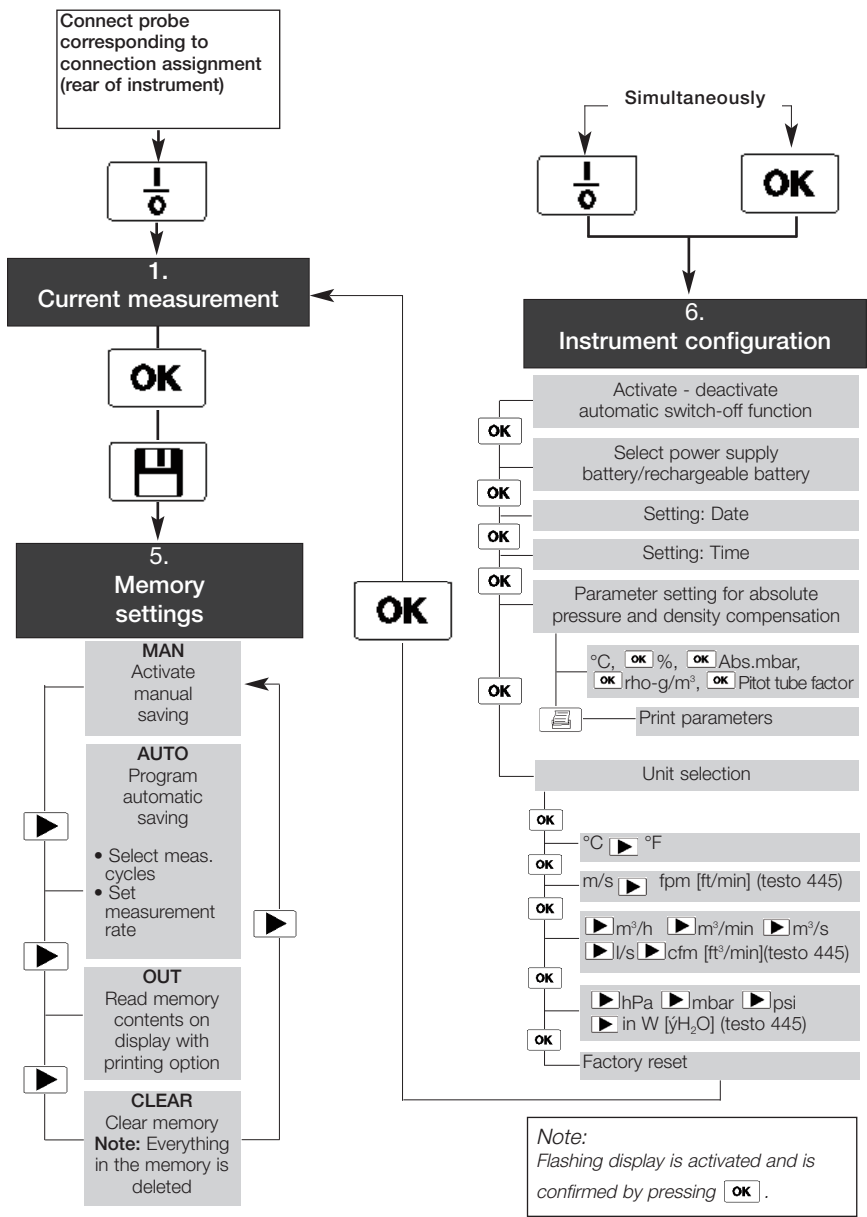 Connect probe
corresponding to
connection assignment
(rear of instrument)
I
0
1.
Current measurement
OK
5.
Memory
settings
MAN
Activate
manual
saving
AUTO
Program
automatic
saving
• Select meas.
cycles
• Set
measurement
rate
OUT
Read memory
contents on
display with
printing option
CLEAR
Clear memory
Note: Everything
in the memory is
deleted
OK
Simultaneously
I
0
OK
6.
Instrument configuration
Activate - deactivate
automatic switch-off function
OK
Select power supply
battery/rechargeable battery
OK
Setting: Date
OK
Setting: Time
OK
Parameter setting for absolute
pressure and density compensation
°C, OK %, OK Abs.mbar,
OK rho-g/m³, OK Pitot tube factor
OK
Print parameters
Unit selection
OK
°C ▶ °F
OK
m/s ▶ fpm [ft/min] (testo 445)
OK
▶ m³/h ▶ m³/min ▶ m³/s
▶ l/s ▶ cfm [ft³/min](testo 445)
OK
▶ hPa ▶ mbar ▶ psi
▶ in W [ýH₂O] (testo 445)
OK
Factory reset
Note:
Flashing display is activated and is
confirmed by pressing OK .